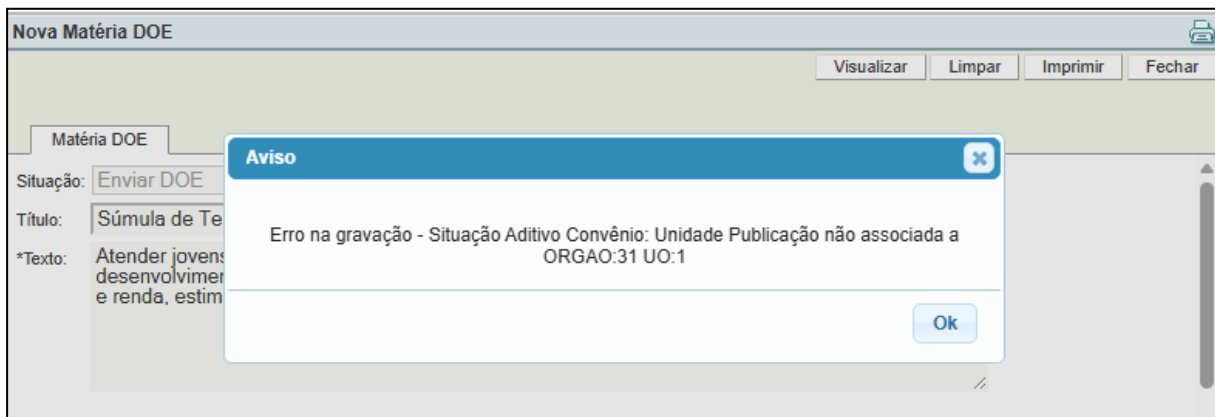 Nova Matéria DOE
Visualizar Limpar Imprimir Fechar
Matéria DOE
Aviso
Situação: Enviar DOE
Título: Súmula de Te
Erro na gravação - Situação Aditivo Convênio: Unidade Publicação não associada a
ORGAO:31 UO:1
*Texto: Atender jovens
desenvolvimer
e renda, estim
Ok